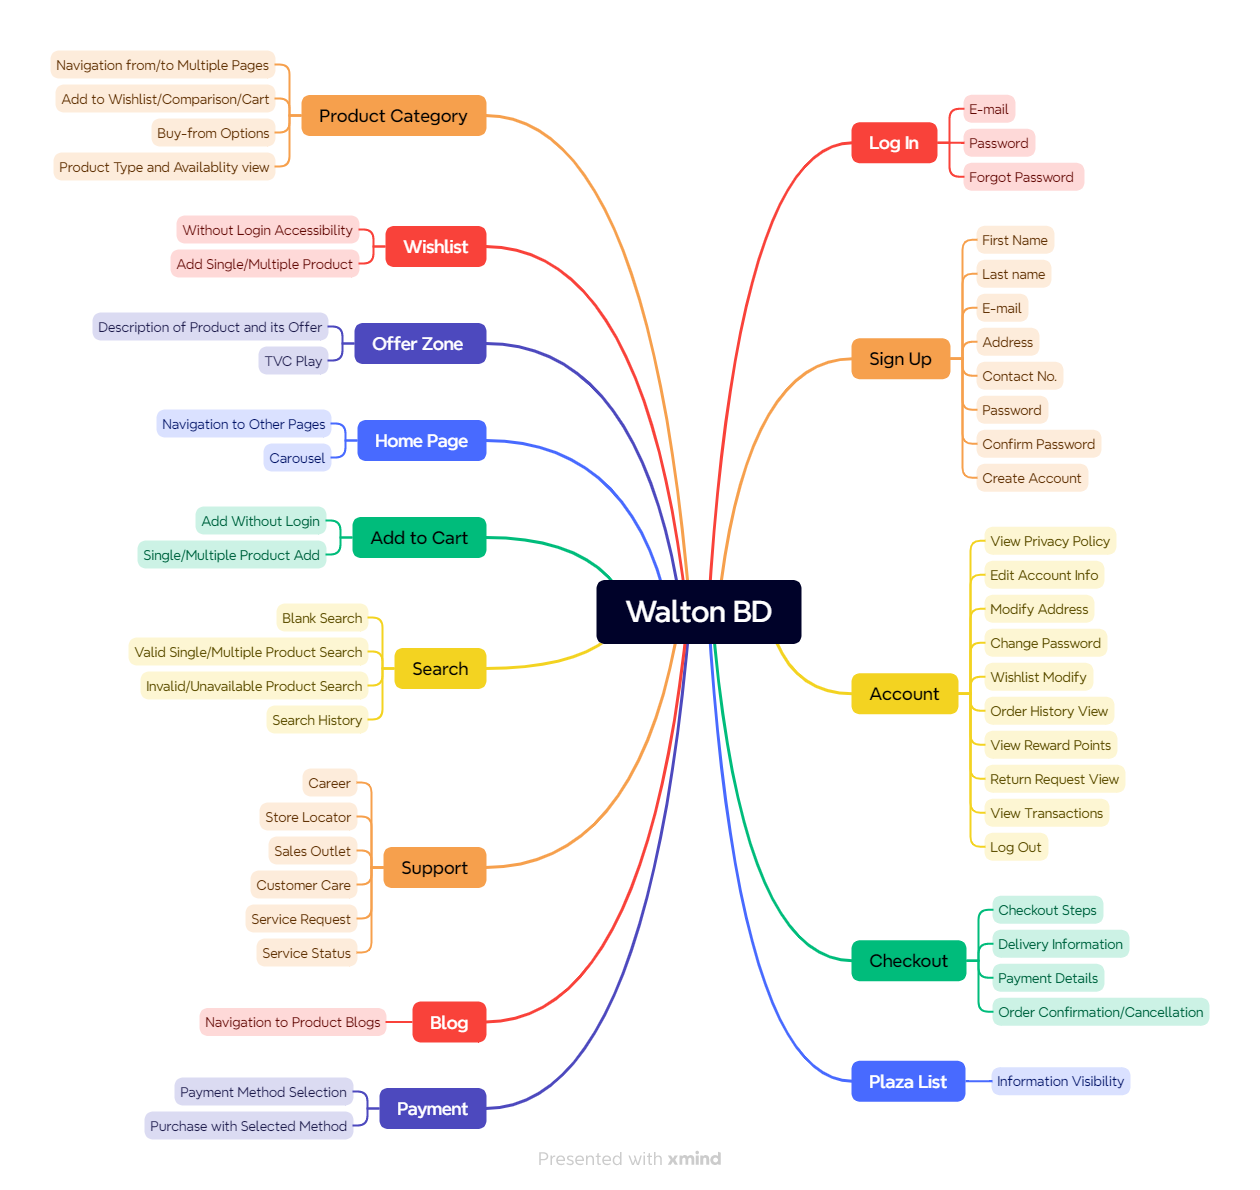 Walton BD
Log In
E-mail
Password
Forgot Password
Sign Up
First Name
Last name
E-mail
Address
Contact No.
Password
Confirm Password
Create Account
Account
View Privacy Policy
Edit Account Info
Modify Address
Change Password
Wishlist Modify
Order History View
View Reward Points
Return Request View
View Transactions
Log Out
Checkout
Checkout Steps
Delivery Information
Payment Details
Order Confirmation/Cancellation
Plaza List
Information Visibility
Product Category
Navigation from/to Multiple Pages
Add to Wishlist/Comparison/Cart
Buy-from Options
Product Type and Availablity view
Wishlist
Without Login Accessibility
Add Single/Multiple Product
Offer Zone
Description of Product and its Offer
TVC Play
Home Page
Navigation to Other Pages
Carousel
Add to Cart
Add Without Login
Single/Multiple Product Add
Search
Blank Search
Valid Single/Multiple Product Search
Invalid/Unavailable Product Search
Search History
Support
Career
Store Locator
Sales Outlet
Customer Care
Service Request
Service Status
Blog
Navigation to Product Blogs
Payment
Payment Method Selection
Purchase with Selected Method
Presented with xmind